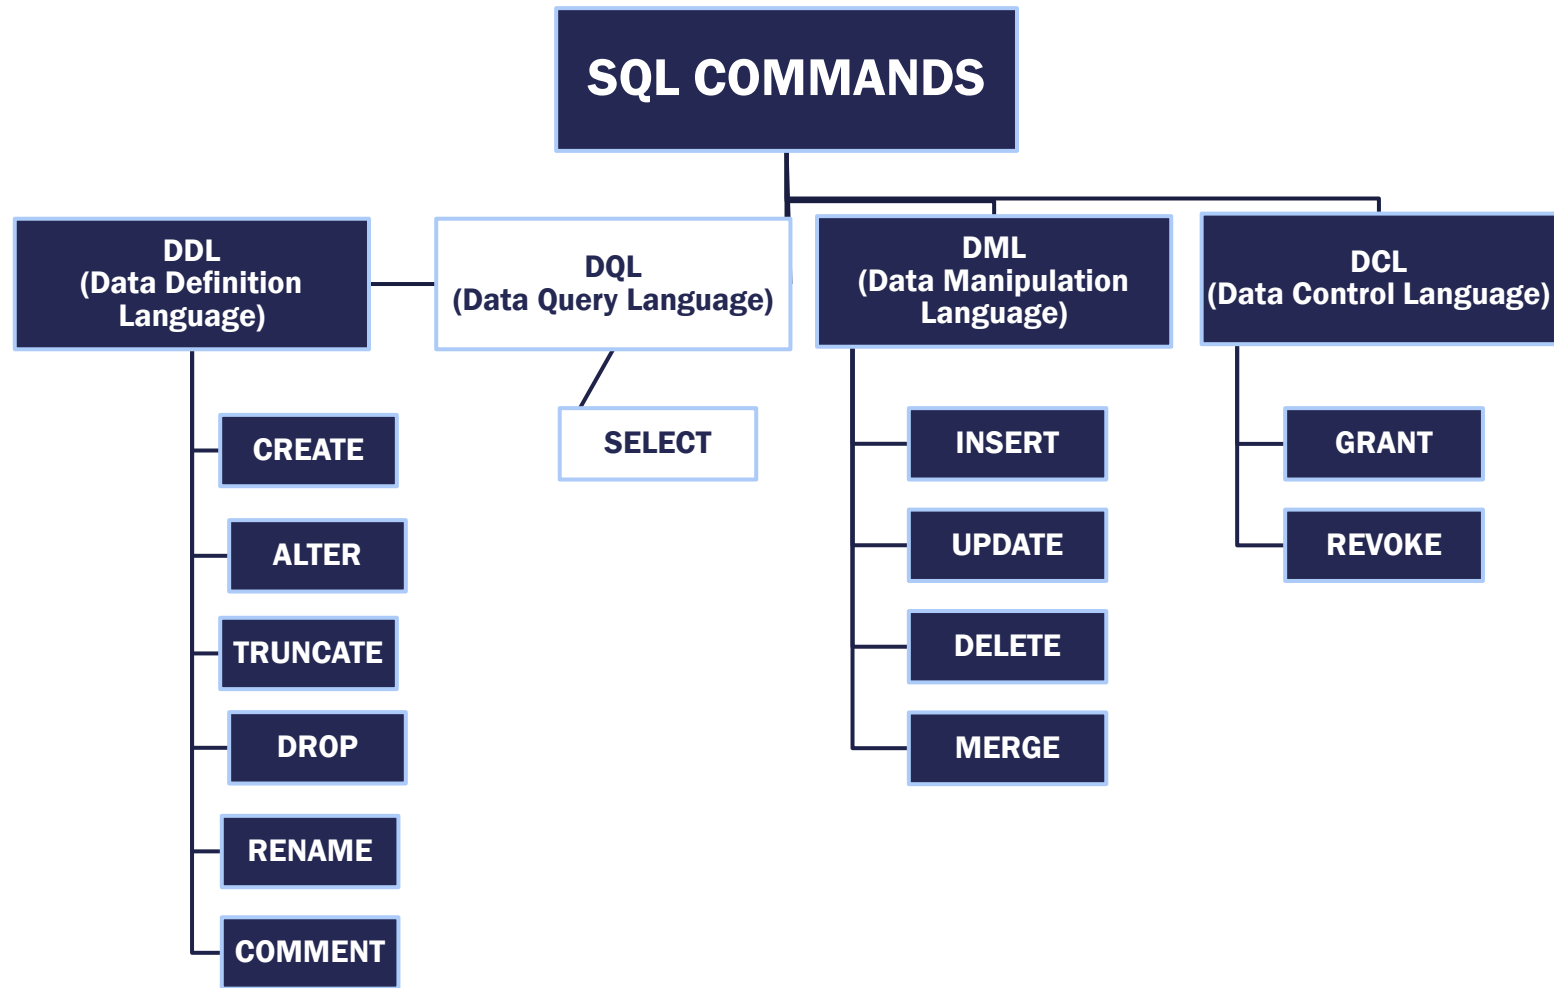 SQL COMMANDS
DDL
(Data Definition
Language)
DQL
(Data Query Language)
DML
(Data Manipulation
Language)
DCL
(Data Control Language)
CREATE
ALTER
TRUNCATE
DROP
RENAME
COMMENT
SELECT
INSERT
UPDATE
DELETE
MERGE
GRANT
REVOKE